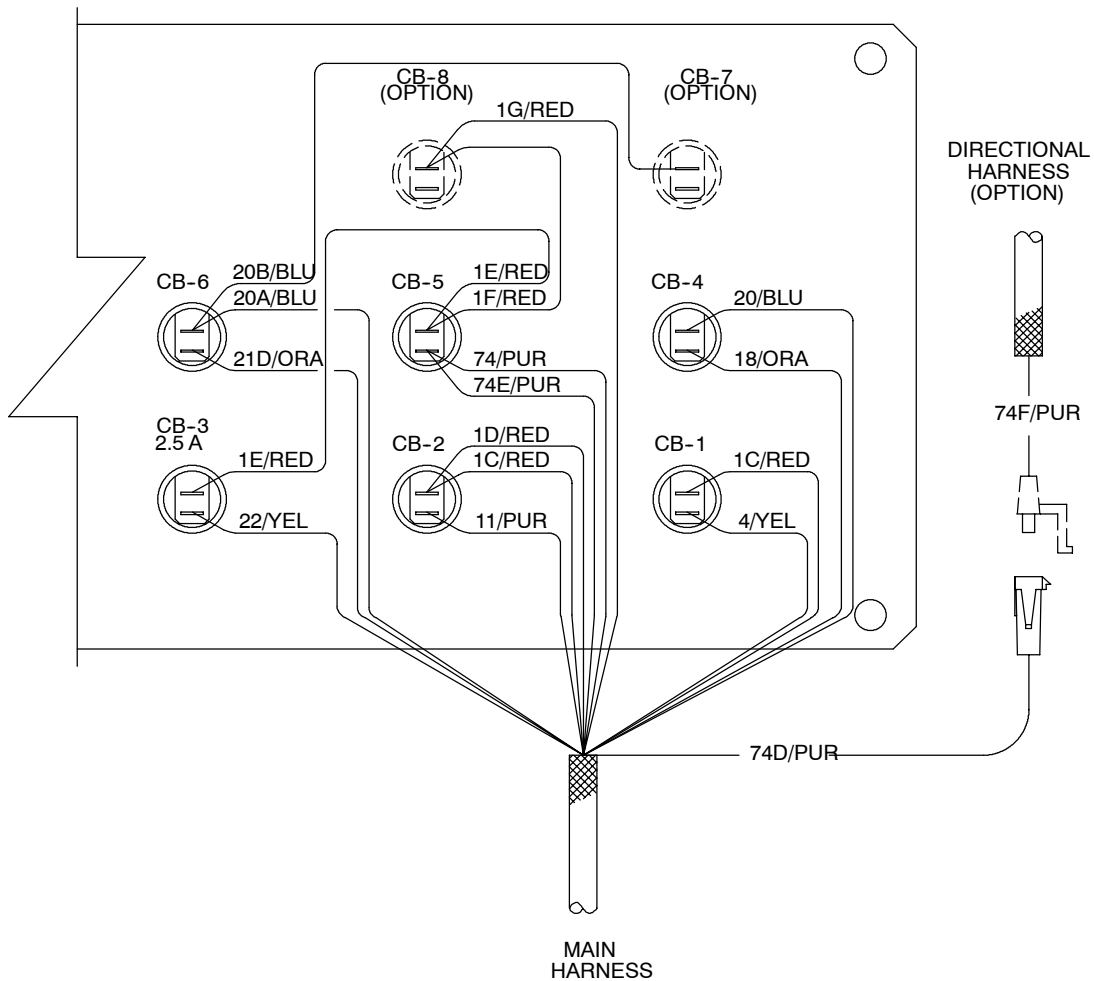 CB-8
(OPTION)
CB-7
(OPTION)
1G/RED
DIRECTIONAL
HARNESS
(OPTION)
CB-6
20B/BLU
20A/BLU
21D/ORA
CB-5
1E/RED
1F/RED
74/PUR
74E/PUR
CB-4
20/BLU
18/ORA
74F/PUR
CB-3
2.5 A
1E/RED
22/YEL
CB-2
1D/RED
1C/RED
11/PUR
CB-1
1C/RED
4/YEL
74D/PUR
MAIN
HARNESS